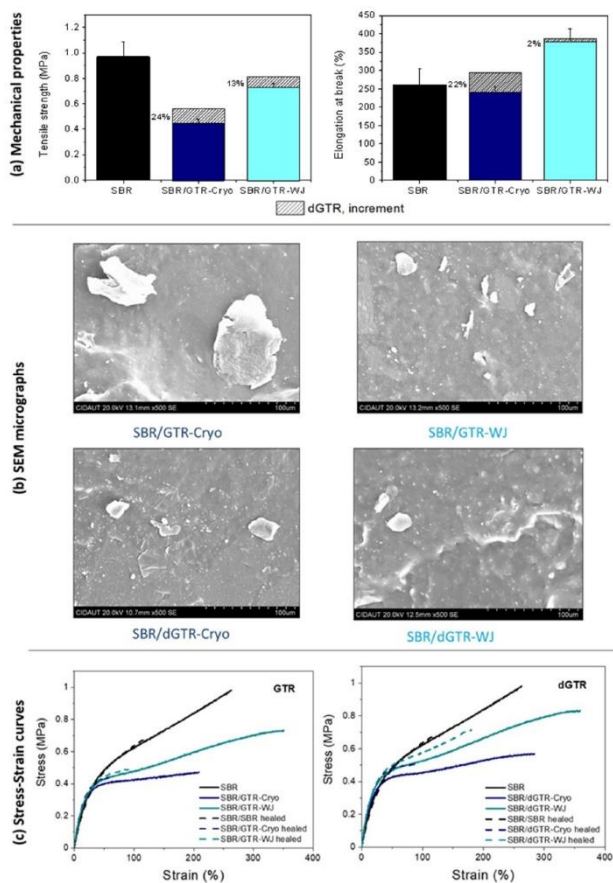 (a) Mechanical properties
Tensile strength (MPa)
1.2
1.0
0.8
0.6
0.4
0.2
0.0
24%
13%
SBR SBR/GTR-Cryo SBR/GTR-WJ
Elongation at break (%)
450
400
350
300
250
200
150
100
50
0
22%
2%
SBR SBR/GTR-Cryo SBR/GTR-WJ
dGTR, increment
(b) SEM micrographs
CIDAUT 20.0kV 13.1mm x500 SE 100um
SBR/GTR-Cryo
CIDAUT 20.0kV 13.2mm x500 SE 100um
SBR/GTR-WJ
CIDAUT 20.0kV 10.7mm x500 SE 100um
SBR/dGTR-Cryo
CIDAUT 20.0kV 12.5mm x500 SE 100um
SBR/dGTR-WJ
(c) Stress-Strain curves
Stress (MPa)
1
0.8
0.6
0.4
0.2
0
GTR
SBR
SBR/GTR-Cryo
SBR/GTR-WJ
SBR/SBR healed
SBR/GTR-Cryo healed
SBR/GTR-WJ healed
0 100 200 300 400
Strain (%)
Stress (MPa)
1
0.8
0.6
0.4
0.2
0
dGTR
SBR
SBR/dGTR-Cryo
SBR/dGTR-WJ
SBR/SBR healed
SBR/dGTR-Cryo healed
SBR/dGTR-WJ healed
0 100 200 300 400
Strain (%)